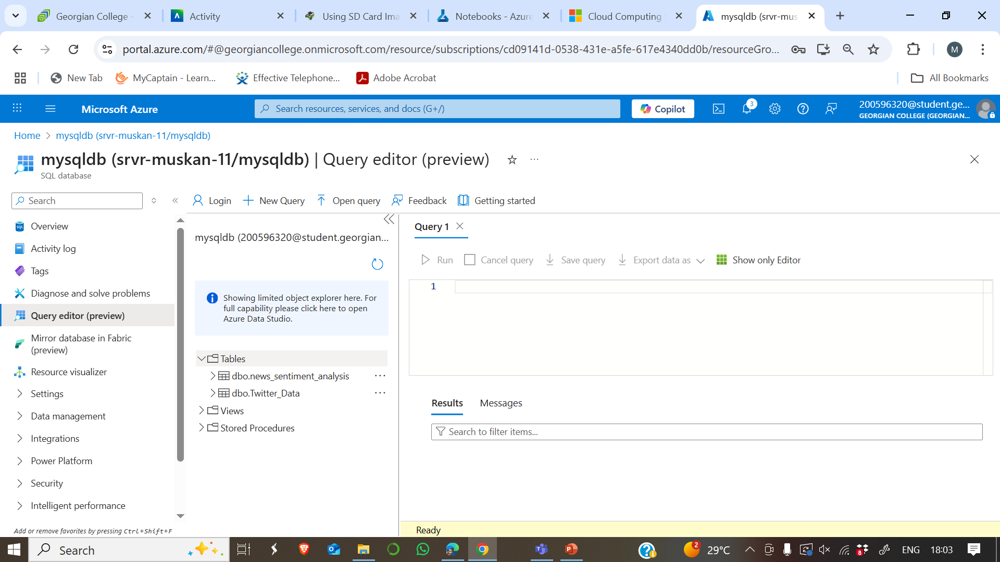 Georgian College -
Activity
Using SD Card Ima
Notebooks - Azure
Cloud Computing
mysqldb (srvr-mus
portal.azure.com/#@georgiancollege.onmicrosoft.com/resource/subscriptions/cd09141d-0538-431e-a5fe-617e4340dd0b/resourceGro...
M
New Tab
MyCaptain - Learn...
Effective Telephone...
Adobe Acrobat
All Bookmarks
Microsoft Azure
Search resources, services, and docs (G+/)
Copilot
3
200596320@student.ge...
GEORGIAN COLLEGE (GEORGIAN...
Home > mysqldb (srvr-muskan-11/mysqldb)
mysqldb (srvr-muskan-11/mysqldb) | Query editor (preview)
SQL database
Search
Login
New Query
Open query
Feedback
Getting started
Overview
Activity log
Tags
Diagnose and solve problems
Query editor (preview)
Mirror database in Fabric
(preview)
Resource visualizer
Settings
Data management
Integrations
Power Platform
Security
Intelligent performance
Add or remove favorites by pressing Ctrl+Shift+F
mysqldb (200596320@student.georgian...
Showing limited object explorer here. For
full capability please click here to open
Azure Data Studio.
Tables
dbo.news_sentiment_analysis
dbo.Twitter_Data
Views
Stored Procedures
Query 1
Run
Cancel query
Save query
Export data as
Show only Editor
1
Results
Messages
Search to filter items...
Ready
Search
2
29°C
8
ENG
18:03